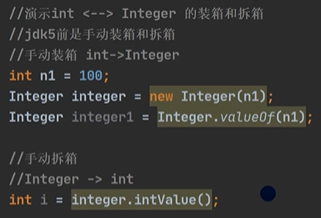 //演示int <--> Integer 的装箱和拆箱
//jdk5前是手动装箱和拆箱
//手动装箱 int->Integer
int n1 = 100;
Integer integer = new Integer(n1);
Integer integer1 = Integer.valueOf(n1);
//手动拆箱
//Integer -> int
int i = integer.intValue();